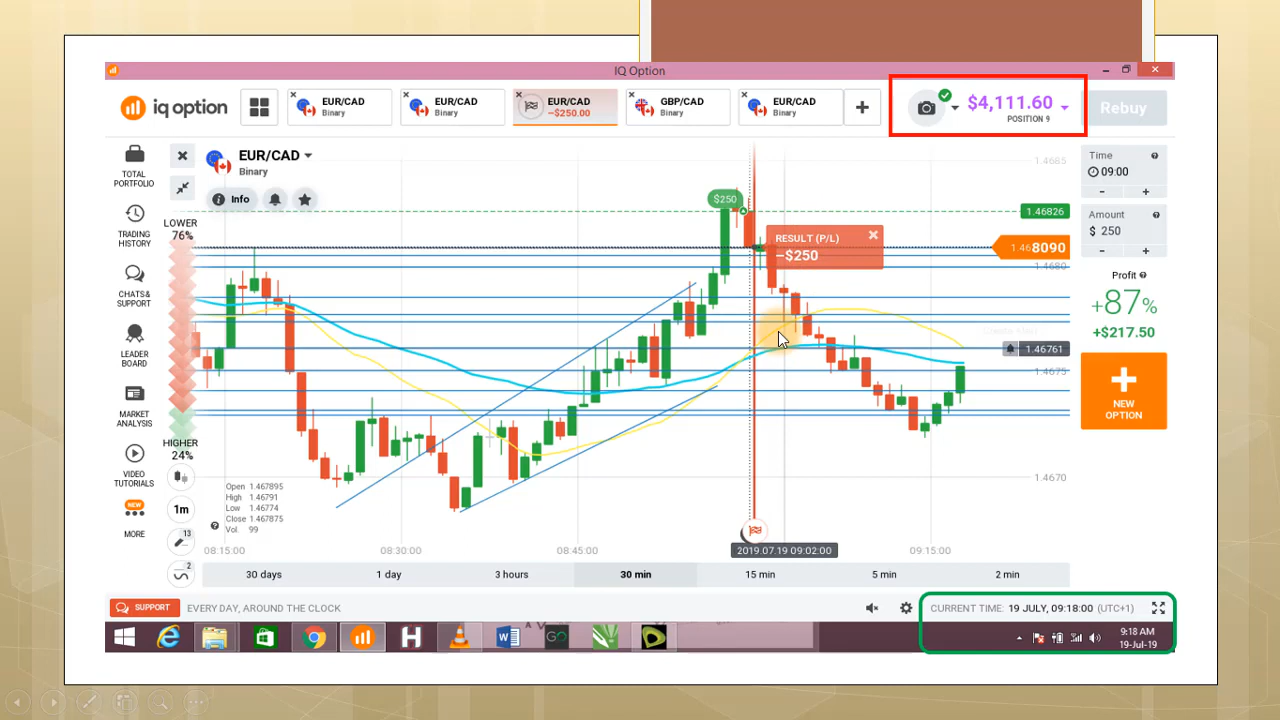 IQ Option
iq option
EUR/CAD
Binary
EUR/CAD
Binary
EUR/CAD
−$250.00
GBP/CAD
Binary
EUR/CAD
Binary
$4,111.60
POSITION 9
Rebuy
TOTAL
PORTFOLIO
TRADING
HISTORY
CHATS &
SUPPORT
LEADER
BOARD
MARKET
ANALYSIS
VIDEO
TUTORIALS
NEW
MORE
EUR/CAD
Binary
Info
LOWER
76%
HIGHER
24%
1m
13
2
$250
RESULT (P/L)
−$250
1.4685
1.46826
1.468090
1.4680
1.46761
1.4675
1.4670
Open 1.467895
High 1.46791
Low 1.46774
Close 1.467875
Vol. 99
08:15:00
08:30:00
08:45:00
2019.07.19 09:02:00
09:15:00
30 days
1 day
3 hours
30 min
15 min
5 min
2 min
Time
09:00
Amount
$ 250
Profit
+87%
+$217.50
NEW
OPTION
SUPPORT
EVERY DAY, AROUND THE CLOCK
CURRENT TIME: 19 JULY, 09:18:00 (UTC+1)
9:18 AM
19-Jul-19